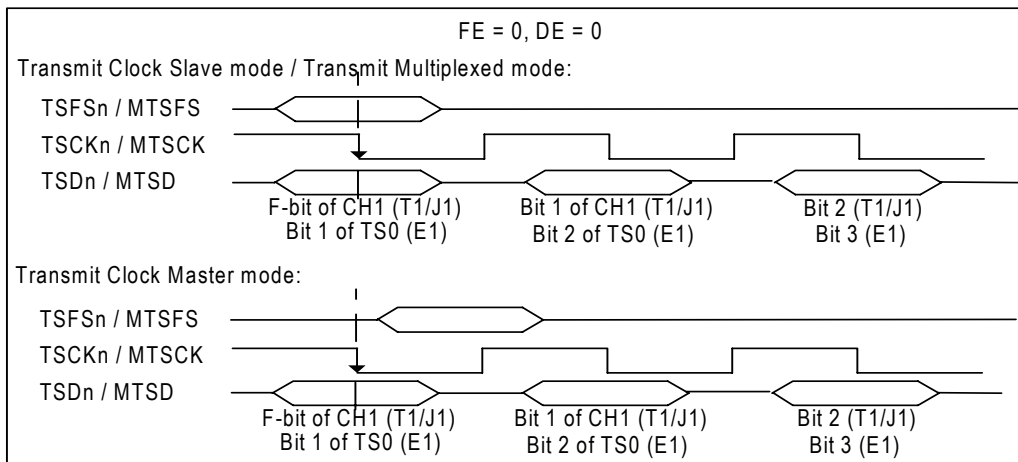 FE = 0, DE = 0
Transmit Clock Slave mode / Transmit Multiplexed mode:
TSFSn / MTSFS
TSCKn / MTSCK
TSDn / MTSD
F-bit of CH1 (T1/J1) Bit 1 of CH1 (T1/J1) Bit 2 (T1/J1)
Bit 1 of TS0 (E1) Bit 2 of TS0 (E1) Bit 3 (E1)
Transmit Clock Master mode:
TSFSn / MTSFS
TSCKn / MTSCK
TSDn / MTSD
F-bit of CH1 (T1/J1) Bit 1 of CH1 (T1/J1) Bit 2 (T1/J1)
Bit 1 of TS0 (E1) Bit 2 of TS0 (E1) Bit 3 (E1)